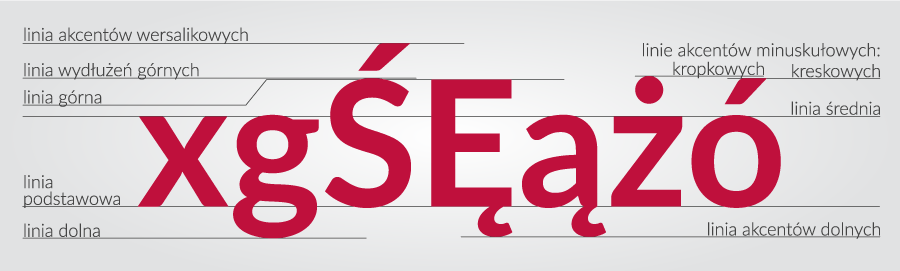 linia akcentów wersalikowych
linia wydłużeń górnych
linia górna
linie akcentów minuskułowych:
kropkowych kreskowych
linia średnia
xgŚĘążó
linia
podstawowa
linia dolna
linia akcentów dolnych